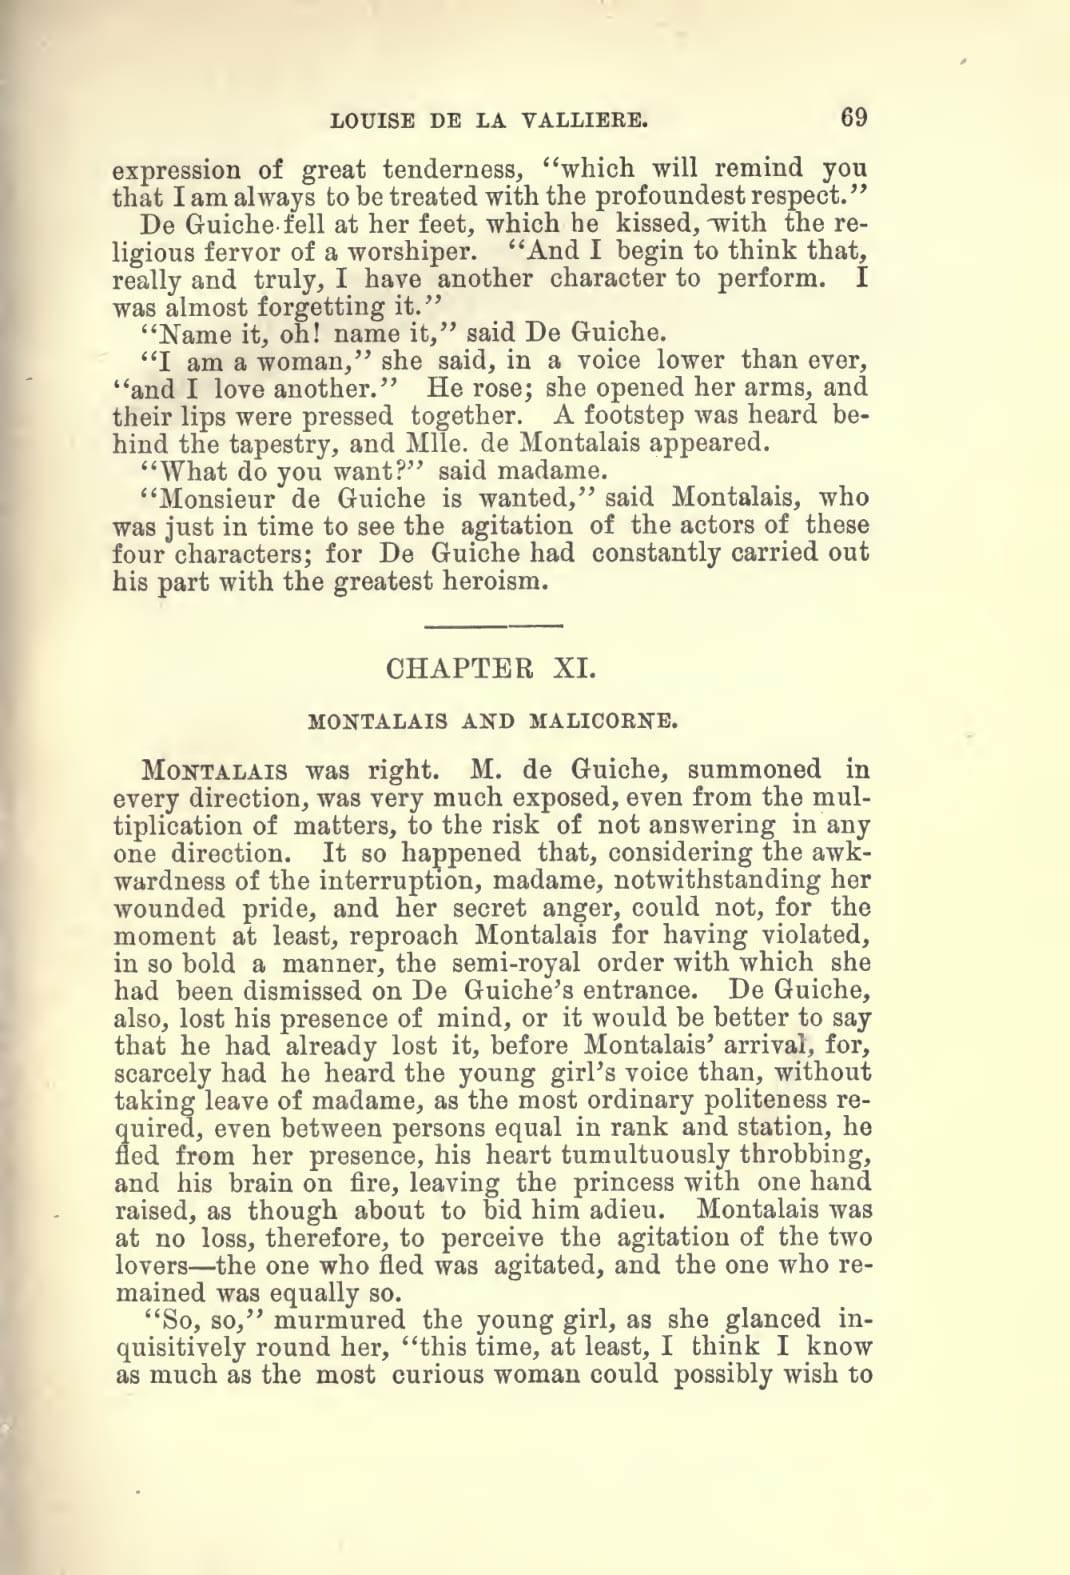 LOUISE DE LA VALLIERE. 69
expression of great tenderness, “which will remind you
that I am always to be treated with the profoundest respect.”
De Guiche fell at her feet, which he kissed, with the re-
ligious fervor of a worshiper. “And I begin to think that,
really and truly, I have another character to perform. I
was almost forgetting it.”
“Name it, oh! name it,” said De Guiche.
“I am a woman,” she said, in a voice lower than ever,
“and I love another.” He rose; she opened her arms, and
their lips were pressed together. A footstep was heard be-
hind the tapestry, and Mlle. de Montalais appeared.
“What do you want?” said madame.
“Monsieur de Guiche is wanted,” said Montalais, who
was just in time to see the agitation of the actors of these
four characters; for De Guiche had constantly carried out
his part with the greatest heroism.
CHAPTER XI.
MONTALAIS AND MALICORNE.
MONTALAIS was right. M. de Guiche, summoned in
every direction, was very much exposed, even from the mul-
tiplication of matters, to the risk of not answering in any
one direction. It so happened that, considering the awk-
wardness of the interruption, madame, notwithstanding her
wounded pride, and her secret anger, could not, for the
moment at least, reproach Montalais for having violated,
in so bold a manner, the semi-royal order with which she
had been dismissed on De Guiche’s entrance. De Guiche,
also, lost his presence of mind, or it would be better to say
that he had already lost it, before Montalais’ arrival, for,
scarcely had he heard the young girl’s voice than, without
taking leave of madame, as the most ordinary politeness re-
quired, even between persons equal in rank and station, he
fled from her presence, his heart tumultuously throbbing,
and his brain on fire, leaving the princess with one hand
raised, as though about to bid him adieu. Montalais was
at no loss, therefore, to perceive the agitation of the two
lovers—the one who fled was agitated, and the one who re-
mained was equally so.
“So, so,” murmured the young girl, as she glanced in-
quisitively round her, “this time, at least, I think I know
as much as the most curious woman could possibly wish to